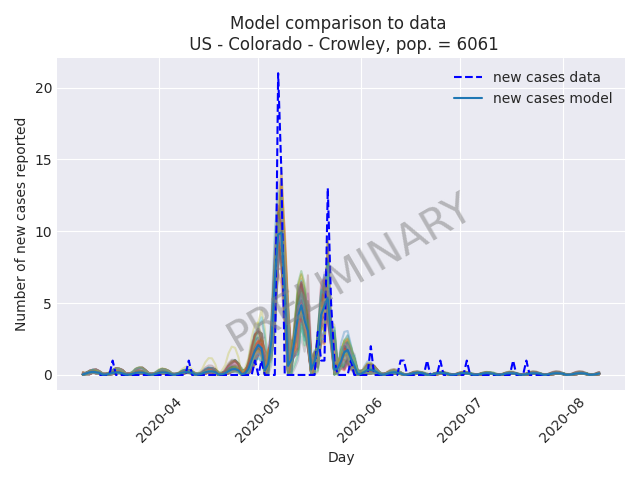 Model comparison to data
US - Colorado - Crowley, pop. = 6061
new cases data
new cases model
Number of new cases reported
20
15
10
5
0
PRELIMINARY
2020-04
2020-05
2020-06
2020-07
2020-08
Day